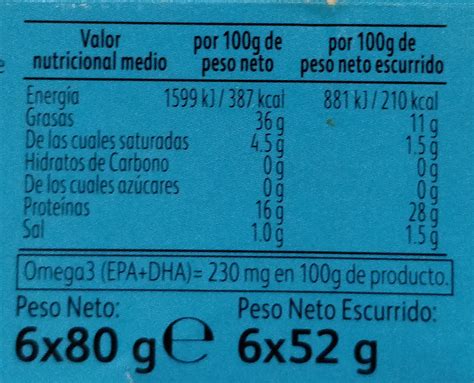 Valor nutricional medio por 100g de peso neto por 100g de peso neto escurrido
Energía 1599 kJ / 387 kcal 881 kJ / 210 kcal
Grasas 36 g 11 g
De las cuales saturadas 4.5 g 1.5 g
Hidratos de Carbono 0 g 0 g
De los cuales azúcares 0 g 0 g
Proteínas 16 g 28 g
Sal 1.0 g 1.5 g
Omega3 (EPA+DHA)= 230 mg en 100g de producto.
Peso Neto: Peso Neto Escurrido:
6x80 g e 6x52 g